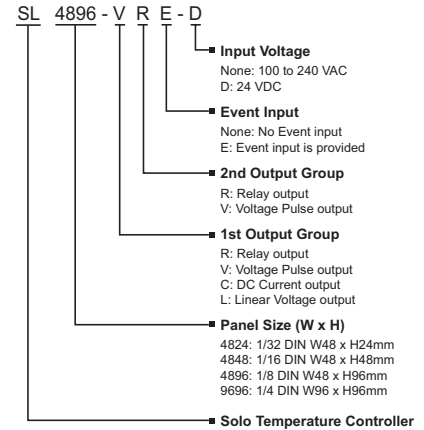 SL 4896 - V R E - D
Input Voltage
None: 100 to 240 VAC
D: 24 VDC
Event Input
None: No Event input
E: Event input is provided
2nd Output Group
R: Relay output
V: Voltage Pulse output
1st Output Group
R: Relay output
V: Voltage Pulse output
C: DC Current output
L: Linear Voltage output
Panel Size (W x H)
4824: 1/32 DIN W48 x H24mm
4848: 1/16 DIN W48 x H48mm
4896: 1/8 DIN W48 x H96mm
9696: 1/4 DIN W96 x H96mm
Solo Temperature Controller